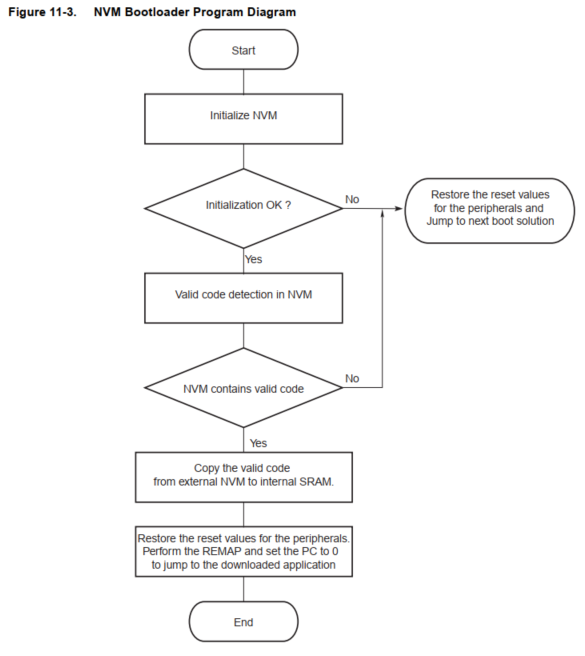 Figure 11-3. NVM Bootloader Program Diagram
Start
Initialize NVM
Initialization OK ?
No
Restore the reset values
for the peripherals and
Jump to next boot solution
Yes
Valid code detection in NVM
NVM contains valid code
No
Yes
Copy the valid code
from external NVM to internal SRAM.
Restore the reset values for the peripherals.
Perform the REMAP and set the PC to 0
to jump to the downloaded application
End